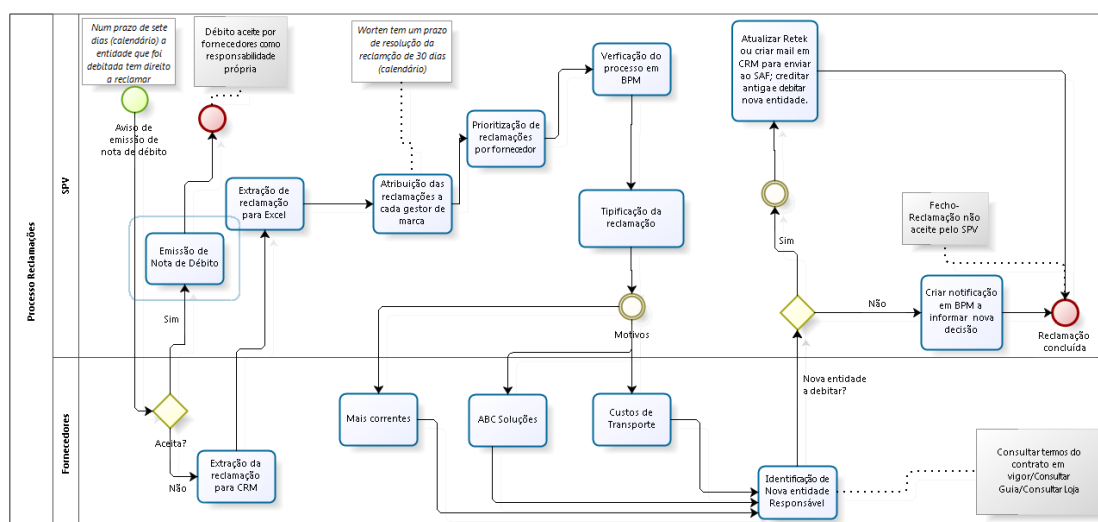 Processo Reclamações
SPV
Fornecedores
Num prazo de sete
dias (calendário) a
entidade que foi
debitada tem direito
a reclamar
Aviso de
emissão de
nota de débito
Débito aceite por
fornecedores como
responsabilidade
própria
Emissão de
Nota de Débito
Sim
Aceita?
Não
Extração da
reclamação
para CRM
Extração de
reclamação
para Excel
Worten tem um prazo
de resolução da
reclamção de 30 dias
(calendário)
Atribuição das
reclamações a
cada gestor de
marca
Prioritização de
reclamações
por fornecedor
Verficação do
processo em
BPM
Tipificação da
reclamação
Motivos
Mais correntes
ABC Soluções
Custos de
Transporte
Identificação de
Nova entidade
Responsável
Consultar termos do
contrato em
vigor/Consultar
Guia/Consultar Loja
Nova entidade
a debitar?
Sim
Não
Atualizar Retek
ou criar mail em
CRM para enviar
ao SAF; creditar
antiga e debitar
nova entidade.
Criar notificação
em BPM a
informar nova
decisão
Fecho-
Reclamação não
aceite pelo SPV
Reclamação
concluída